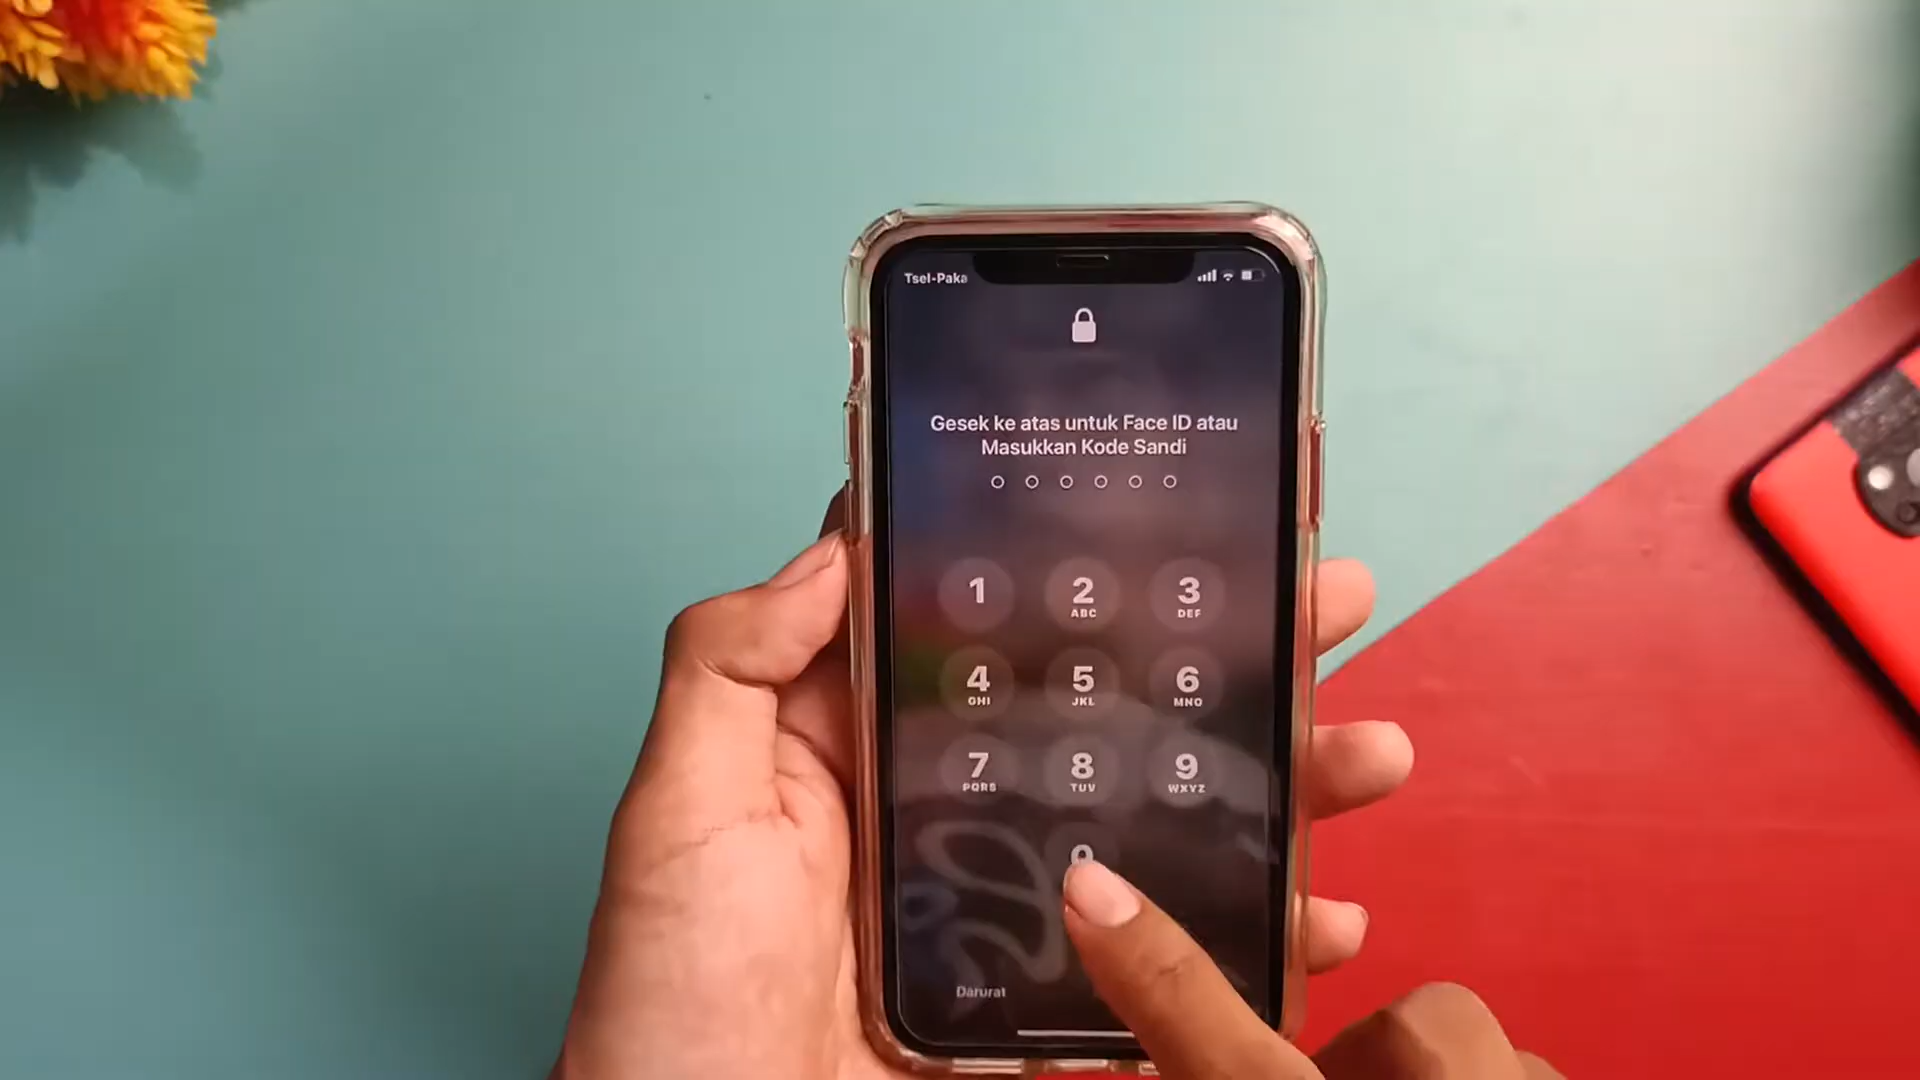 Tsel-Paka
Gesek ke atas untuk Face ID atau
Masukkan Kode Sandi
1 2 3
ABC DEF
4 5 6
GHI JKL MNO
7 8 9
PQRS TUV WXYZ
0
Darurat